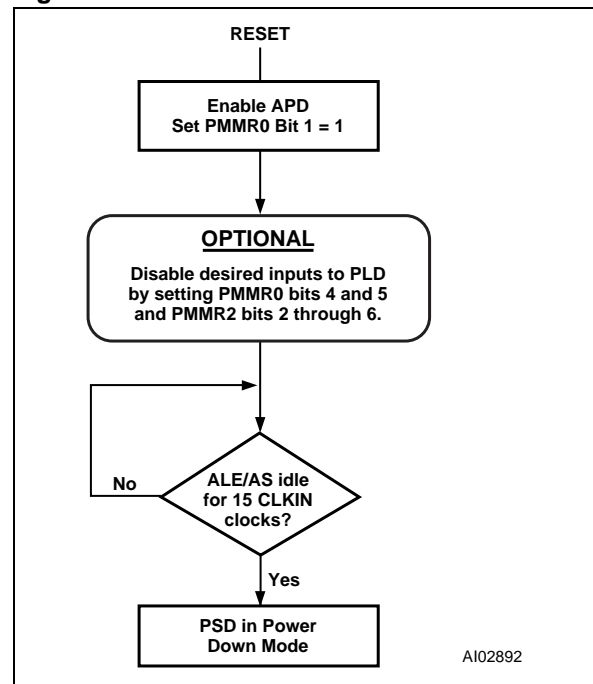 RESET
Enable APD
Set PMMR0 Bit 1 = 1
OPTIONAL
Disable desired inputs to PLD
by setting PMMR0 bits 4 and 5
and PMMR2 bits 2 through 6.
No
ALE/AS idle
for 15 CLKIN
clocks?
Yes
PSD in Power
Down Mode
AI02892